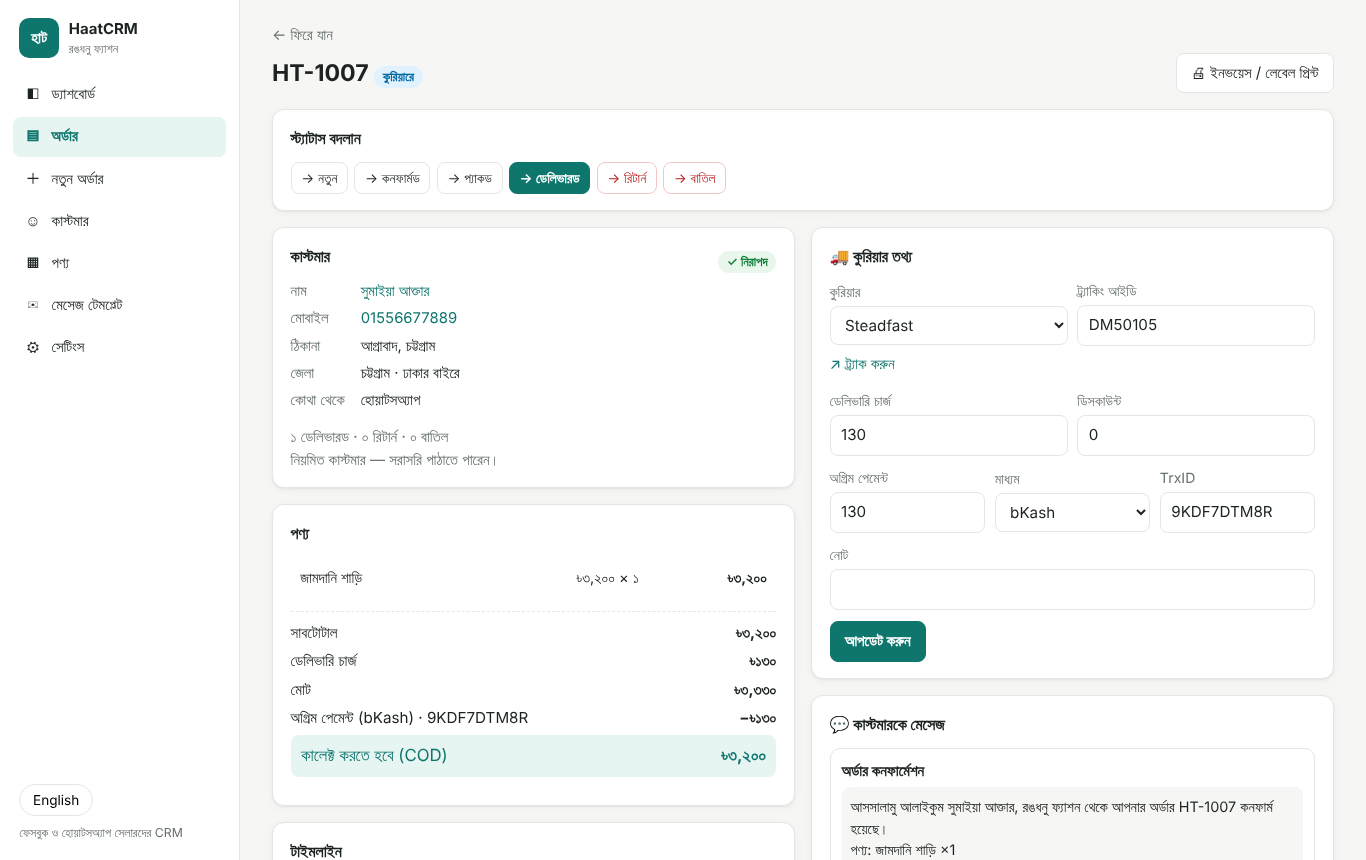 হাট
HaatCRM
রঙধনু ফ্যাশন
ড্যাশবোর্ড
অর্ডার
নতুন অর্ডার
কাস্টমার
পণ্য
মেসেজ টেমপ্লেট
সেটিংস
English
ফেসবুক ও হোয়াটসঅ্যাপ সেলারদের CRM
← ফিরে যান
HT-1007 কুরিয়ারে
🖨 ইনভয়েস / লেবেল প্রিন্ট
স্ট্যাটাস বদলান
→ নতুন → কনফার্মড → প্যাকড → ডেলিভারড → রিটার্ন → বাতিল
কাস্টমার
✓ নিরাপদ
নাম সুমাইয়া আক্তার
মোবাইল 01556677889
ঠিকানা আগ্রাবাদ, চট্টগ্রাম
জেলা চট্টগ্রাম · ঢাকার বাইরে
কোথা থেকে হোয়াটসঅ্যাপ
১ ডেলিভারড · ০ রিটার্ন · ০ বাতিল
নিয়মিত কাস্টমার — সরাসরি পাঠাতে পারেন।
পণ্য
জামদানি শাড়ি ৳৩,২০০ × ১ ৳৩,২০০
সাবটোটাল ৳৩,২০০
ডেলিভারি চার্জ ৳১৩০
মোট ৳৩,৩৩০
অগ্রিম পেমেন্ট (bKash) · 9KDF7DTM8R −৳১৩০
কালেক্ট করতে হবে (COD) ৳৩,২০০
টাইমলাইন
🚚 কুরিয়ার তথ্য
কুরিয়ার ট্র্যাকিং আইডি
Steadfast DM50105
↗ ট্র্যাক করুন
ডেলিভারি চার্জ ডিসকাউন্ট
130 0
অগ্রিম পেমেন্ট মাধ্যম TrxID
130 bKash 9KDF7DTM8R
নোট
আপডেট করুন
💬 কাস্টমারকে মেসেজ
অর্ডার কনফার্মেশন
আসসালামু আলাইকুম সুমাইয়া আক্তার, রঙধনু ফ্যাশন থেকে আপনার অর্ডার HT-1007 কনফার্ম
হয়েছে।
পণ্য: জামদানি শাড়ি ×1